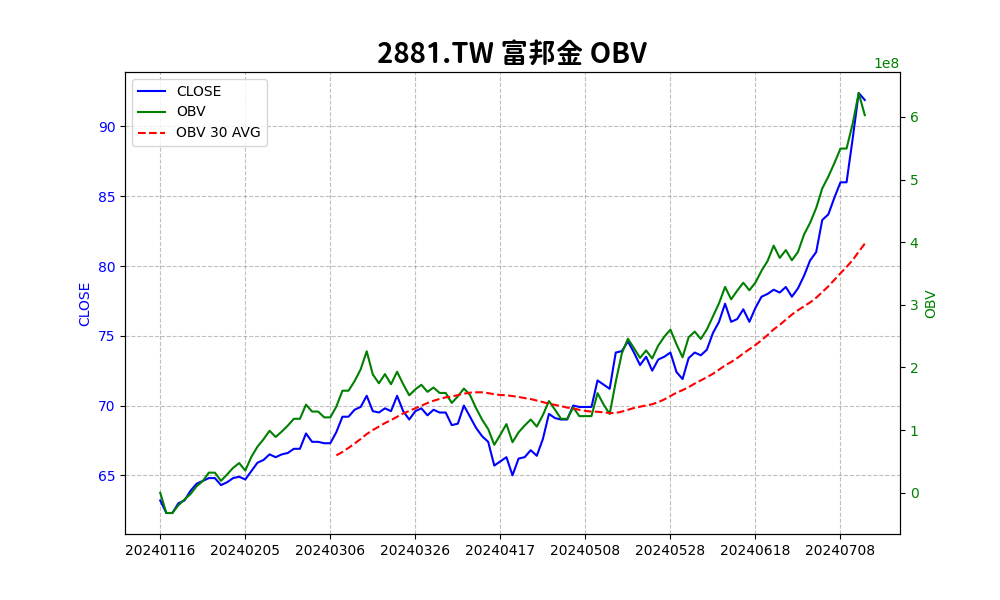 2881.TW 富邦金 OBV
1e8
CLOSE
OBV
OBV 30 AVG
90
85
80
75
70
65
CLOSE
6
5
4
3
2
1
0
OBV
20240116 20240205 20240306 20240326 20240417 20240508 20240528 20240618 20240708